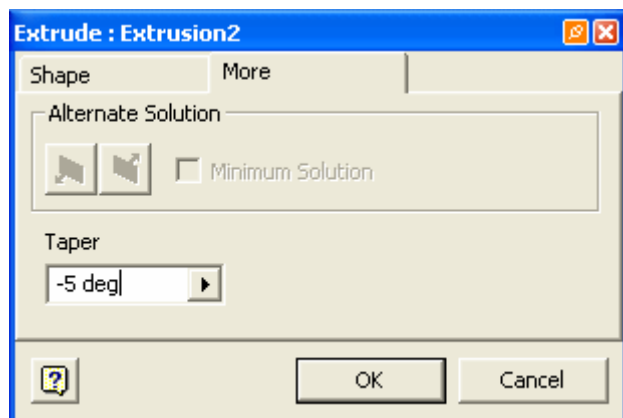 Extrude : Extrusion2
Shape More
Alternate Solution
Minimum Solution
Taper
-5 deg
OK Cancel